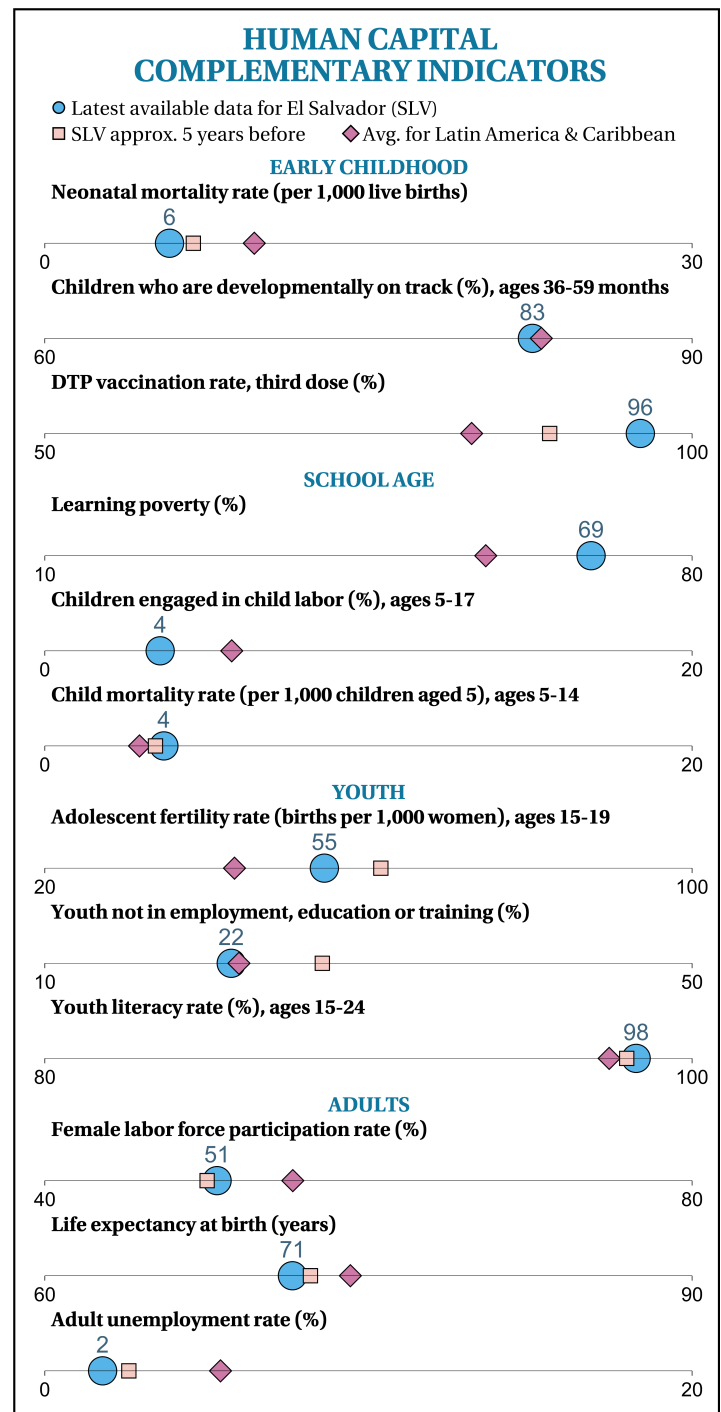 HUMAN CAPITAL
COMPLEMENTARY INDICATORS
Latest available data for El Salvador (SLV)
SLV approx. 5 years before Avg. for Latin America & Caribbean
EARLY CHILDHOOD
Neonatal mortality rate (per 1,000 live births)
6
0 30
Children who are developmentally on track (%), ages 36-59 months
83
60 90
DTP vaccination rate, third dose (%)
96
50 100
SCHOOL AGE
Learning poverty (%)
69
10 80
Children engaged in child labor (%), ages 5-17
4
0 20
Child mortality rate (per 1,000 children aged 5), ages 5-14
4
0 20
YOUTH
Adolescent fertility rate (births per 1,000 women), ages 15-19
55
20 100
Youth not in employment, education or training (%)
22
10 50
Youth literacy rate (%), ages 15-24
98
80 100
ADULTS
Female labor force participation rate (%)
51
40 80
Life expectancy at birth (years)
71
60 90
Adult unemployment rate (%)
2
0 20